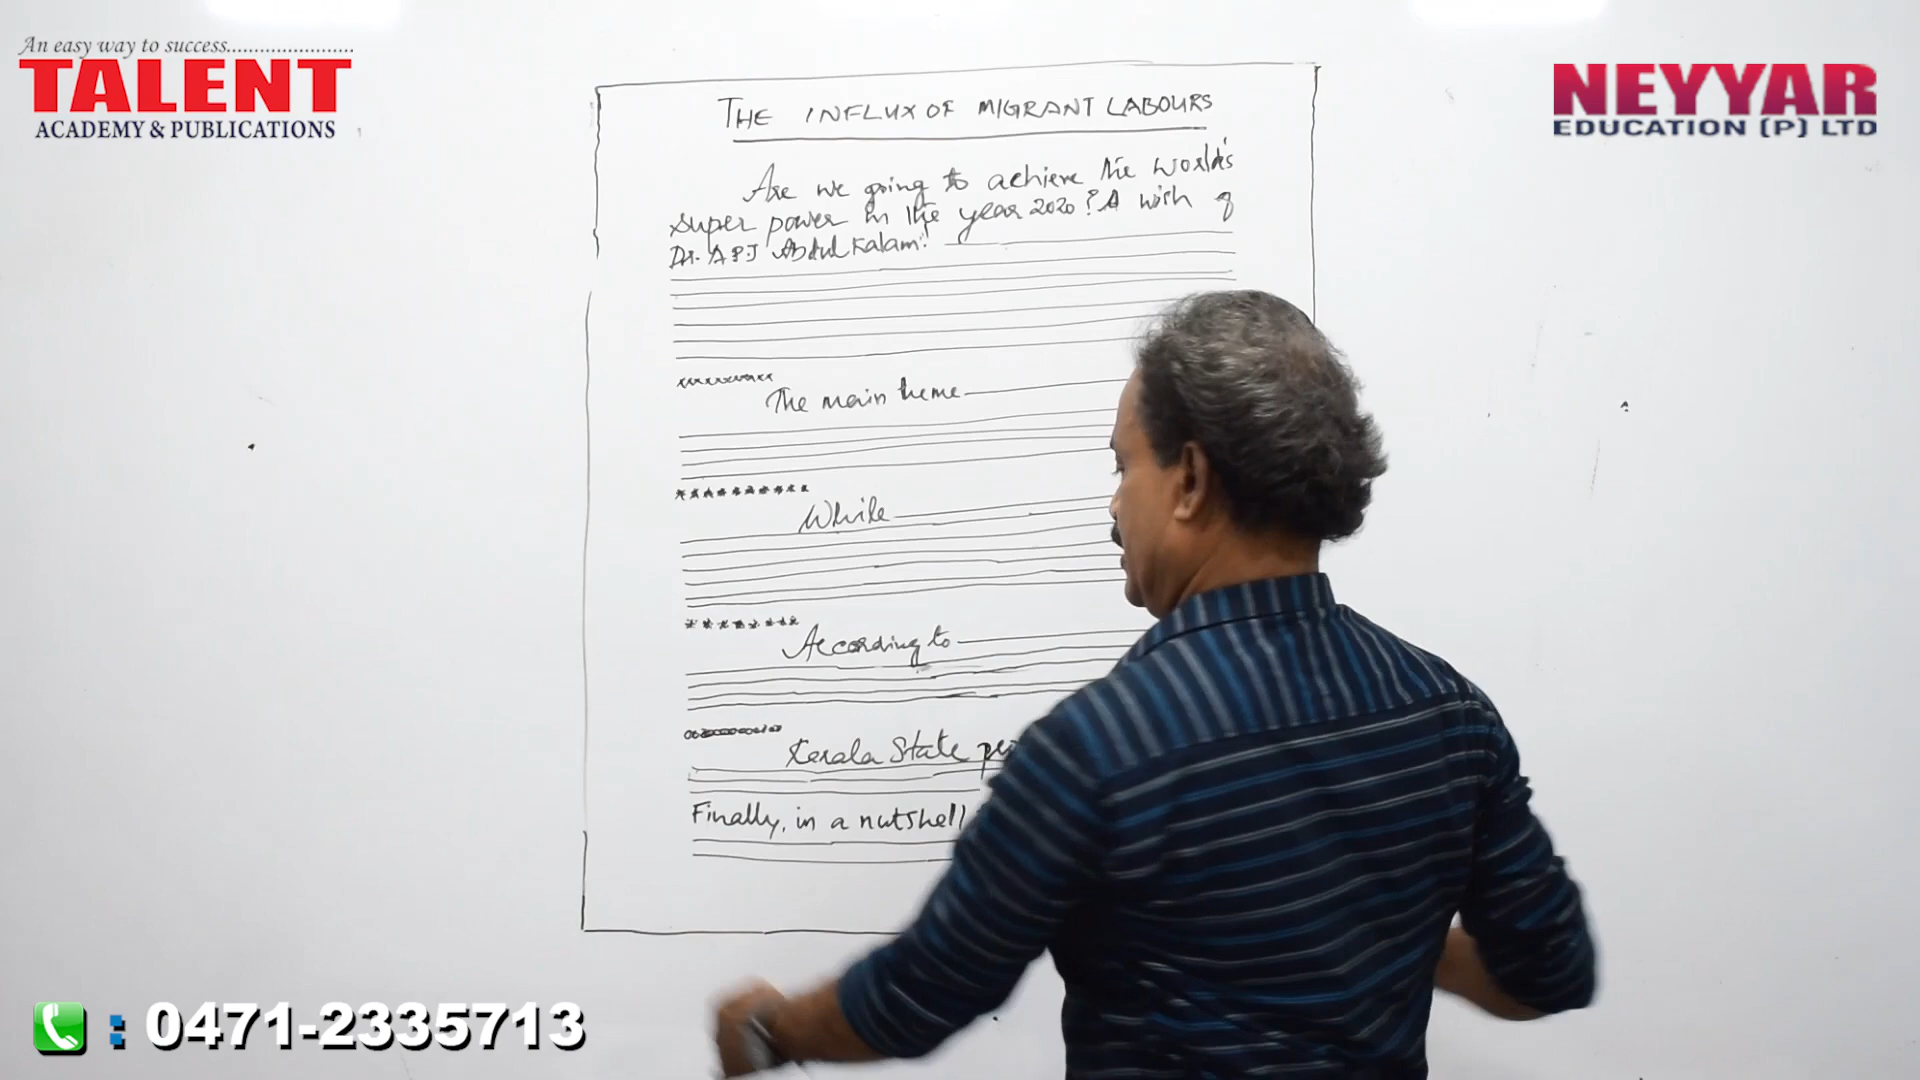 An easy way to success........................
TALENT
ACADEMY & PUBLICATIONS
NEYYAR
EDUCATION (P) LTD
THE INFLUX OF MIGRANT LABOURS
Are we going to achieve the world's
super power in the year 2020? A wish of
Dr. APJ Abdul Kalam!
The main theme
While
According to
Kerala State
Finally, in a nutshell
: 0471-2335713